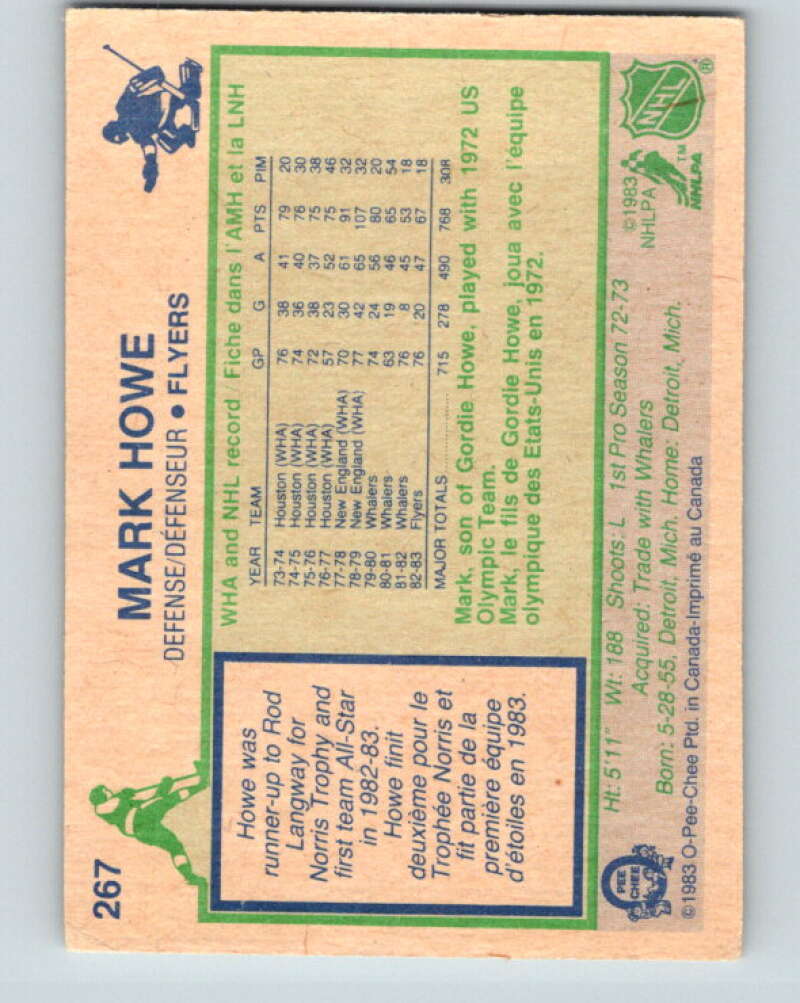 267
MARK HOWE
DEFENSE/DÉFENSEUR • FLYERS
Howe was
runner-up to Rod
Langway for
Norris Trophy and
first team All-Star
in 1982-83.
Howe finit
deuxième pour le
Trophée Norris et
fit partie de la
première équipe
d'étoiles en 1983.
WHA and NHL record / Fiche dans l'AMH et la LNH
YEAR TEAM GP G A PTS PIM
73-74 Houston (WHA) 76 38 41 79 20
74-75 Houston (WHA) 74 36 40 76 30
75-76 Houston (WHA) 72 38 37 75 38
76-77 Houston (WHA) 57 23 52 75 46
77-78 New England (WHA) 70 30 61 91 32
78-79 New England (WHA) 77 42 65 107 32
79-80 Whalers 74 24 56 80 20
80-81 Whalers 63 19 46 65 54
81-82 Whalers 76 8 45 53 18
82-83 Flyers 76 20 47 67 18
MAJOR TOTALS 715 278 490 768 308
Mark, son of Gordie Howe, played with 1972 US
Olympic Team.
Mark, le fils de Gordie Howe, joua avec l'équipe
olympique des Etats-Unis en 1972.
Ht: 5'11" Wt: 188 Shoots: L 1st Pro Season 72-73
Acquired: Trade with Whalers
Born: 5-28-55, Detroit, Mich. Home: Detroit, Mich.
©1983 O-Pee-Chee Ptd. in Canada-Imprimé au Canada
O
PEE
CHEE
©1983
NHLPA
NHL ®
NHLPA ™